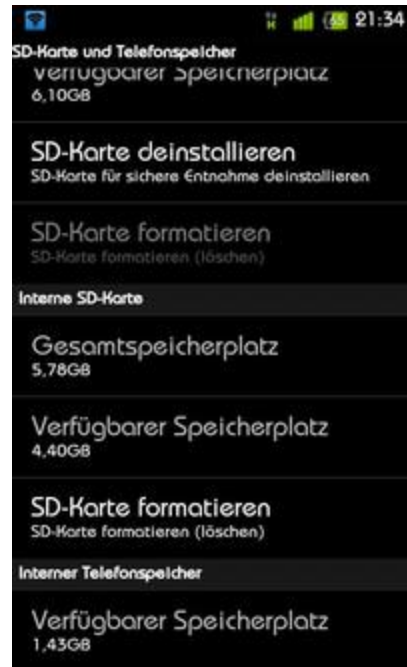 21:34
SD-Karte und Telefonspeicher
Verfügbarer Speicherplatz
6,10GB
SD-Karte deinstallieren
SD-Karte für sichere Entnahme deinstallieren
SD-Karte formatieren
SD-Karte formatieren (löschen)
Interne SD-Karte
Gesamtspeicherplatz
5,78GB
Verfügbarer Speicherplatz
4,40GB
SD-Karte formatieren
SD-Karte formatieren (löschen)
Interner Telefonspeicher
Verfügbarer Speicherplatz
1,43GB